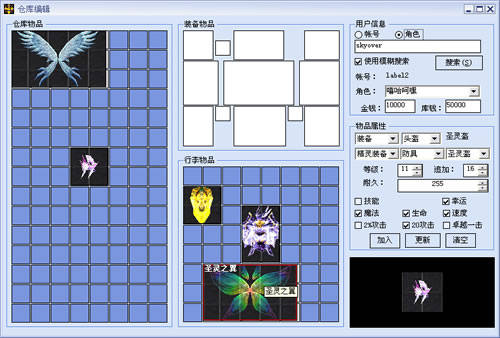 仓库编辑
仓库物品
装备物品
行李物品
圣灵之翼
圣灵之翼
用户信息
帐号 角色
skyover
使用模糊搜索 搜索(S)
帐号: label2
角色: 嘻哈呵嘿
金钱: 10000 库钱: 50000
物品属性
装备 头盔 圣灵盔
精灵装备 防具 圣灵盔
等级: 11 追加: 16
耐久: 255
技能 幸运
魔法 生命 速度
2%攻击 20攻击 卓越一击
加入 更新 清空